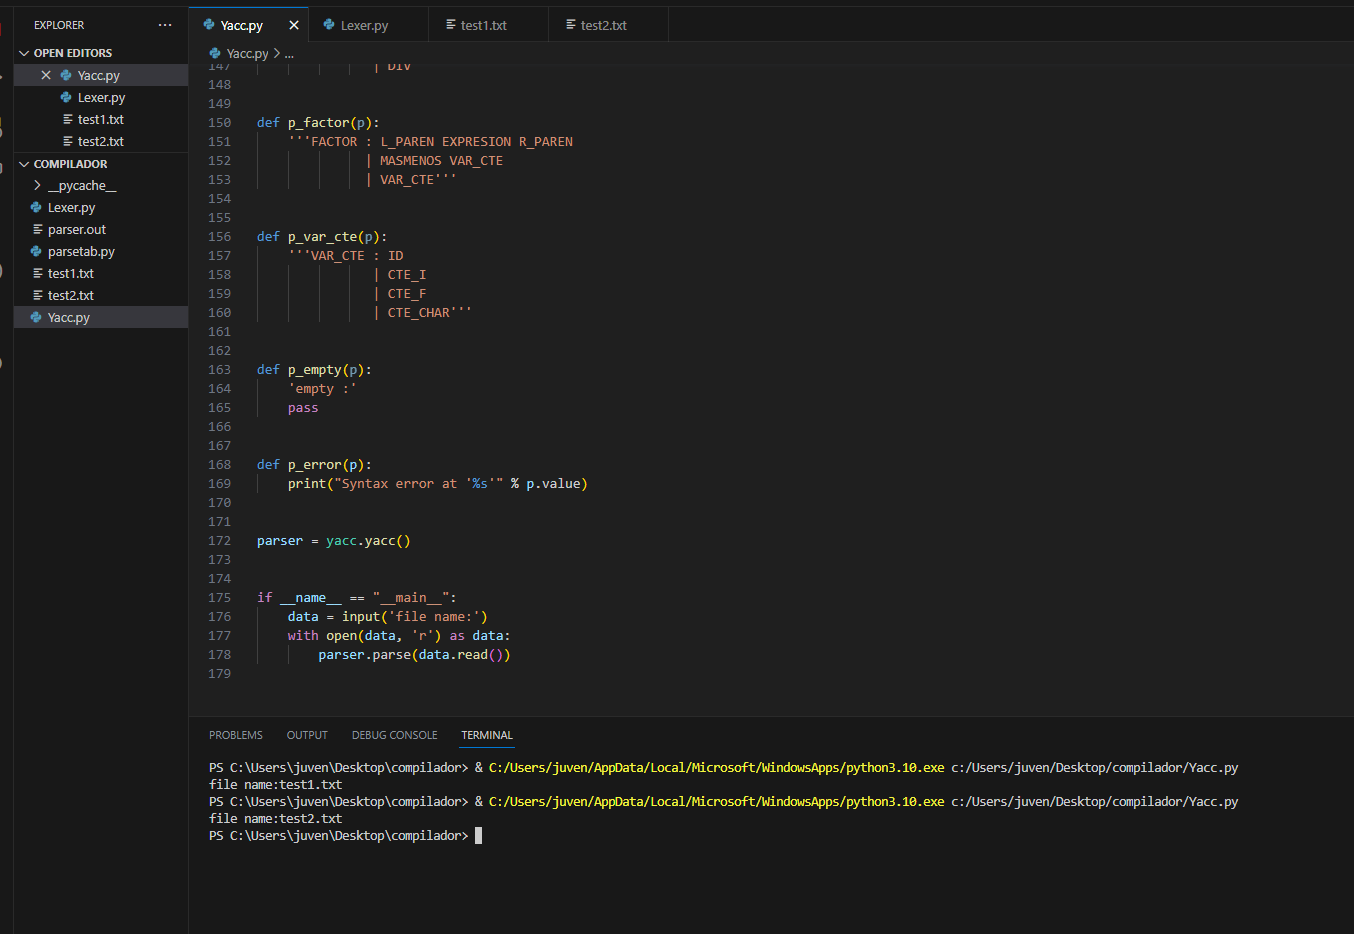 EXPLORER ...
OPEN EDITORS
Yacc.py
Lexer.py
test1.txt
test2.txt
COMPILADOR
__pycache__
Lexer.py
parser.out
parsetab.py
test1.txt
test2.txt
Yacc.py
Yacc.py Lexer.py test1.txt test2.txt
Yacc.py > ...
147 | DIV
148
149
150 def p_factor(p):
151 '''FACTOR : L_PAREN EXPRESION R_PAREN
152 | MASMENOS VAR_CTE
153 | VAR_CTE'''
154
155
156 def p_var_cte(p):
157 '''VAR_CTE : ID
158 | CTE_I
159 | CTE_F
160 | CTE_CHAR'''
161
162
163 def p_empty(p):
164 'empty :'
165 pass
166
167
168 def p_error(p):
169 print("Syntax error at '%s'" % p.value)
170
171
172 parser = yacc.yacc()
173
174
175 if __name__ == "__main__":
176 data = input('file name:')
177 with open(data, 'r') as data:
178 parser.parse(data.read())
179
PROBLEMS OUTPUT DEBUG CONSOLE TERMINAL
PS C:\Users\juven\Desktop\compilador> & C:/Users/juven/AppData/Local/Microsoft/WindowsApps/python3.10.exe c:/Users/juven/Desktop/compilador/Yacc.py
file name:test1.txt
PS C:\Users\juven\Desktop\compilador> & C:/Users/juven/AppData/Local/Microsoft/WindowsApps/python3.10.exe c:/Users/juven/Desktop/compilador/Yacc.py
file name:test2.txt
PS C:\Users\juven\Desktop\compilador>